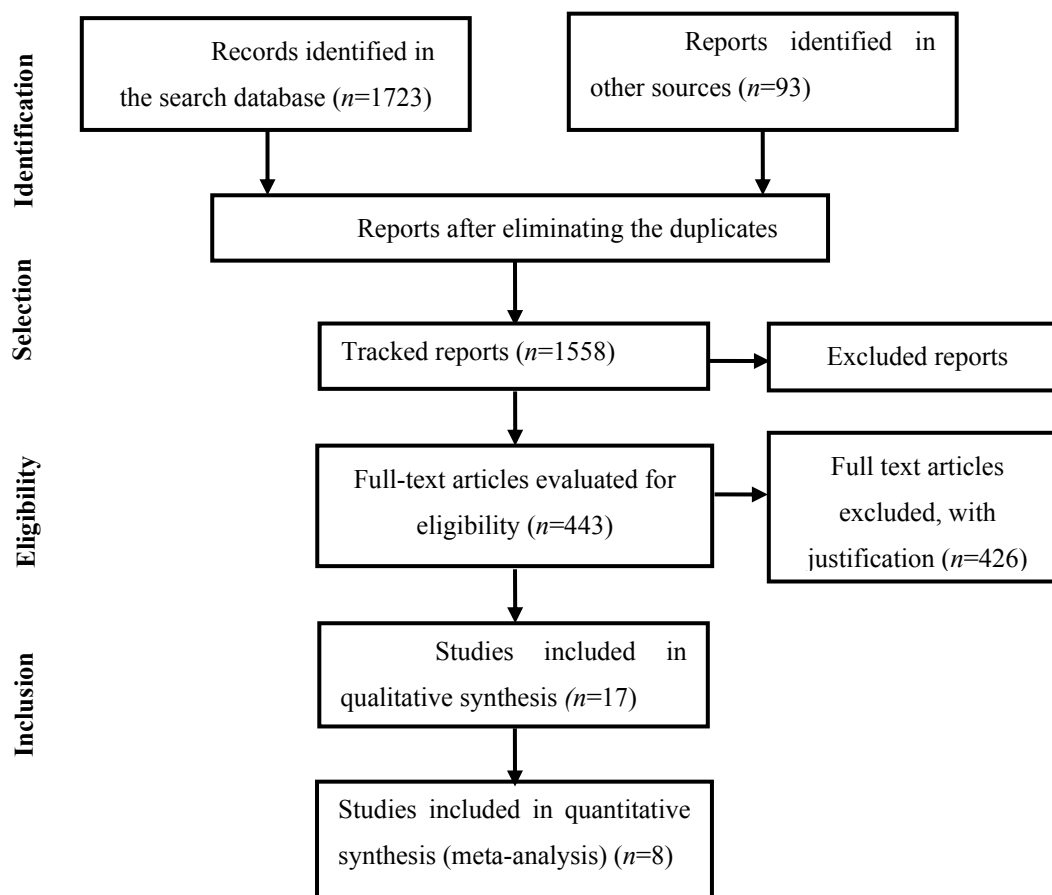 Identification
Records identified in
the search database (n=1723)
Reports identified in
other sources (n=93)
Reports after eliminating the duplicates
Selection
Tracked reports (n=1558)
Excluded reports
Eligibility
Full-text articles evaluated for
eligibility (n=443)
Full text articles
excluded, with
justification (n=426)
Inclusion
Studies included in
qualitative synthesis (n=17)
Studies included in quantitative
synthesis (meta-analysis) (n=8)